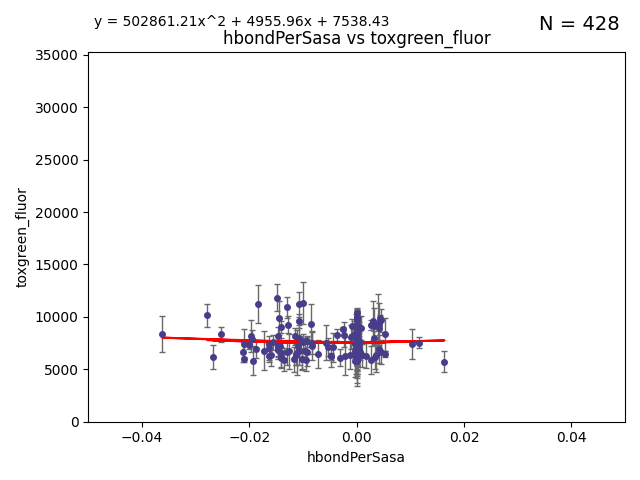 y = 502861.21x^2 + 4955.96x + 7538.43
N = 428
hbondPerSasa vs toxgreen_fluor
35000
30000
25000
20000
15000
10000
5000
0
toxgreen_fluor
−0.04
−0.02
0.00
0.02
0.04
hbondPerSasa